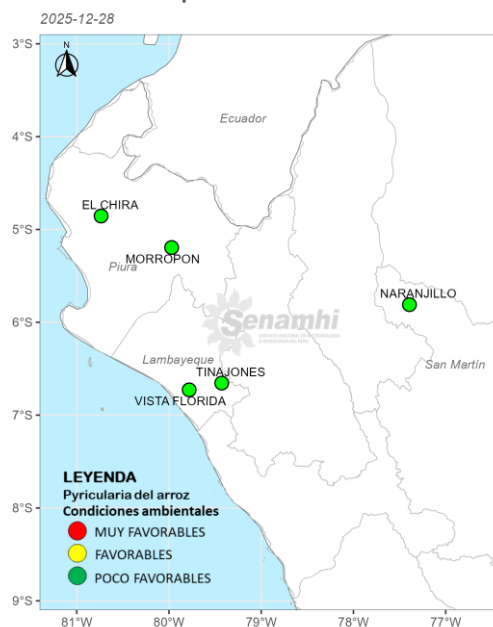 2025-12-28
3°S
N
Ecuador
4°S
EL CHIRA
5°S
MORROPON
Piura
NARANJILLO
6°S
Senamhi
Lambayeque
TINAJONES
San Martín
VISTA FLORIDA
7°S
LEYENDA
Pyricularia del arroz
Condiciones ambientales
MUY FAVORABLES
FAVORABLES
POCO FAVORABLES
8°S
9°S
81°W 80°W 79°W 78°W 77°W